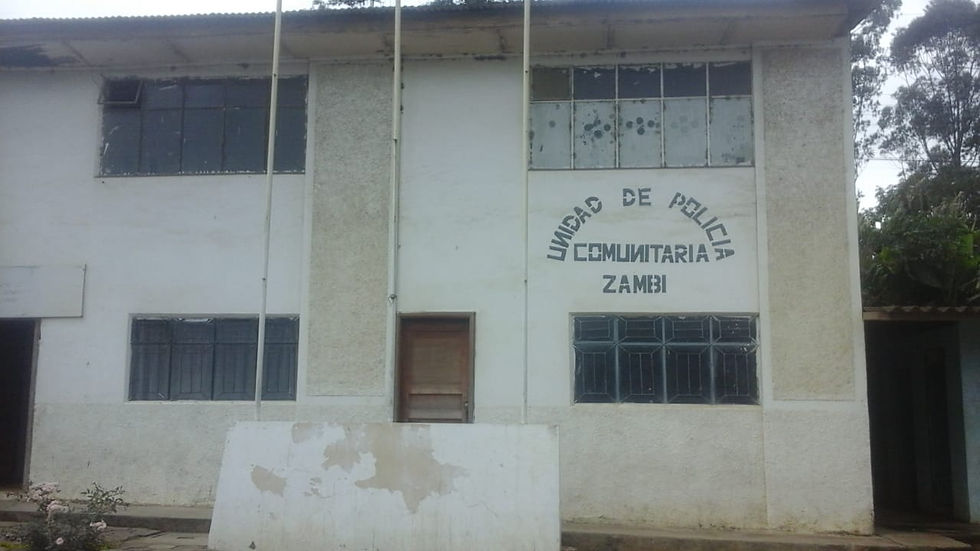 UNIDAD DE POLICIA
COMUNITARIA
ZAMBI